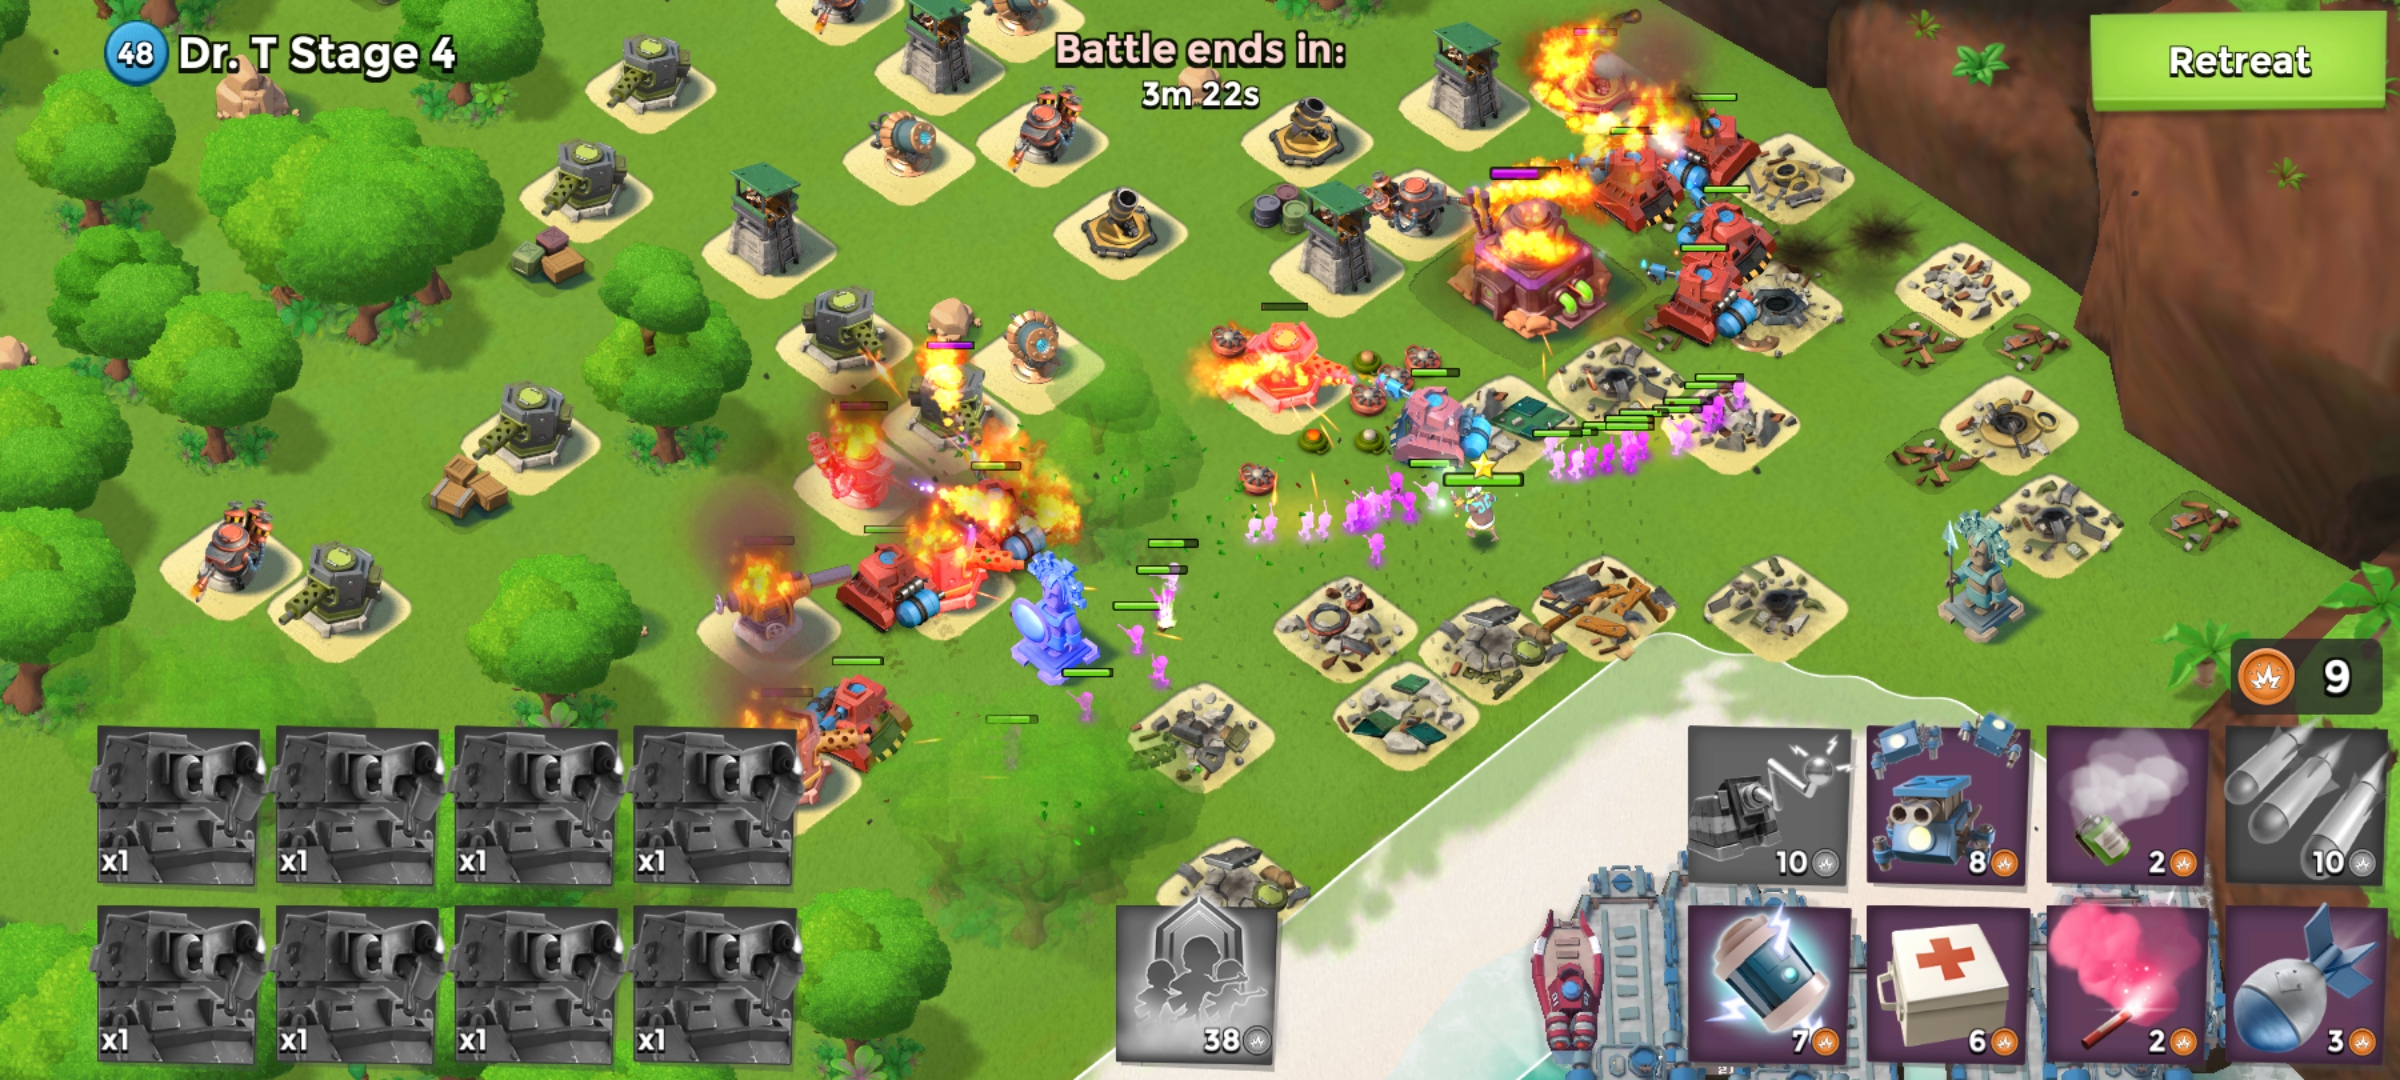 48 Dr. T Stage 4
Battle ends in:
3m 22s
Retreat
9
x1 x1 x1 x1
10 8 2 10
x1 x1 x1 x1
38
7 6 2 3